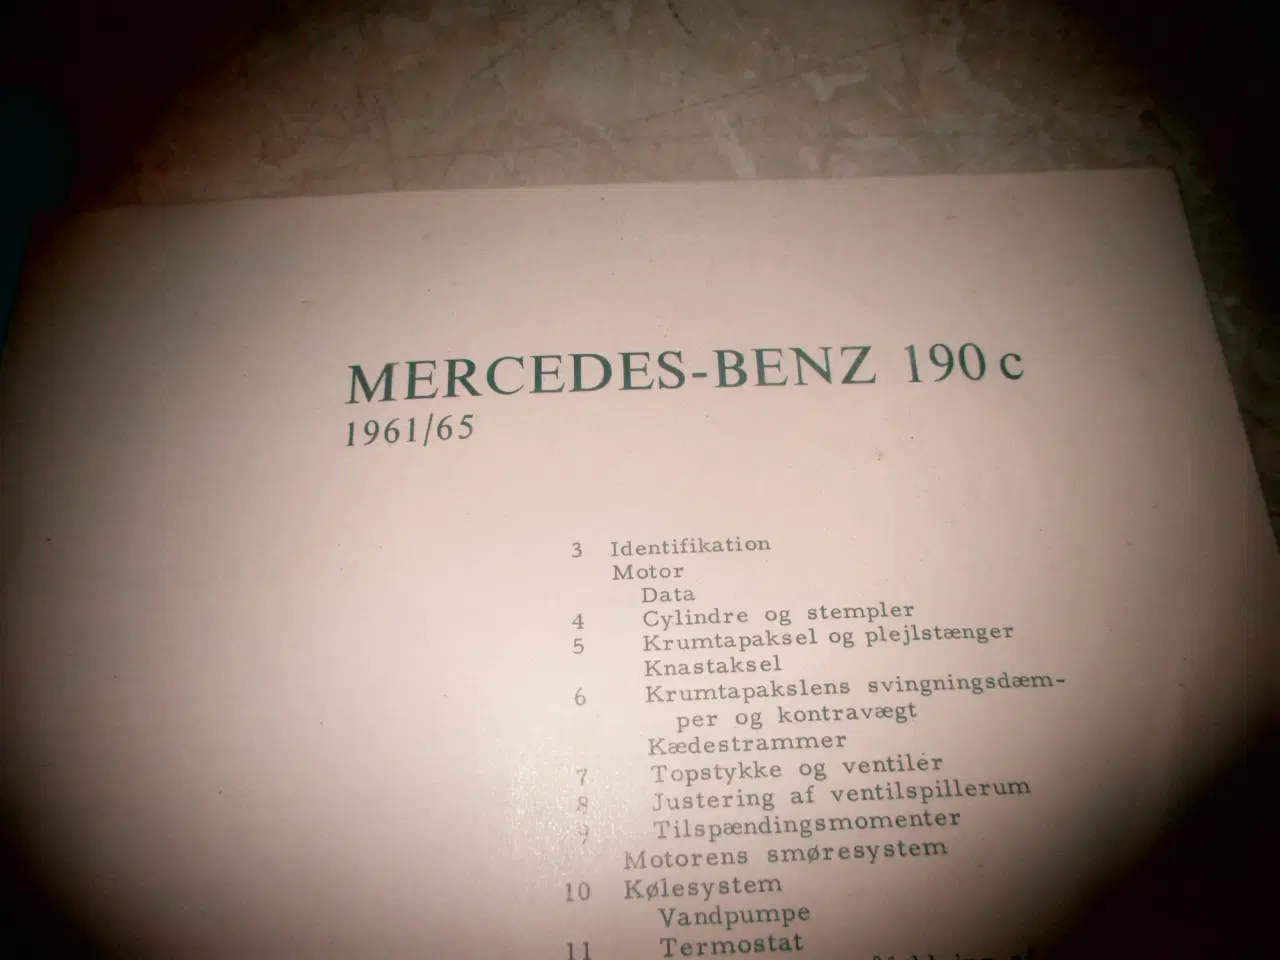 MERCEDES-BENZ 190 c
1961/65
3 Identifikation
Motor
Data
4 Cylindre og stempler
5 Krumtapaksel og plejlstænger
Knastaksel
6 Krumtapakslens svingningsdæm-
per og kontravægt
Kædestrammer
7 Topstykke og ventiler
8 Justering af ventilspillerum
9 Tilspændingsmomenter
Motorens smøresystem
10 Kølesystem
Vandpumpe
11 Termostat